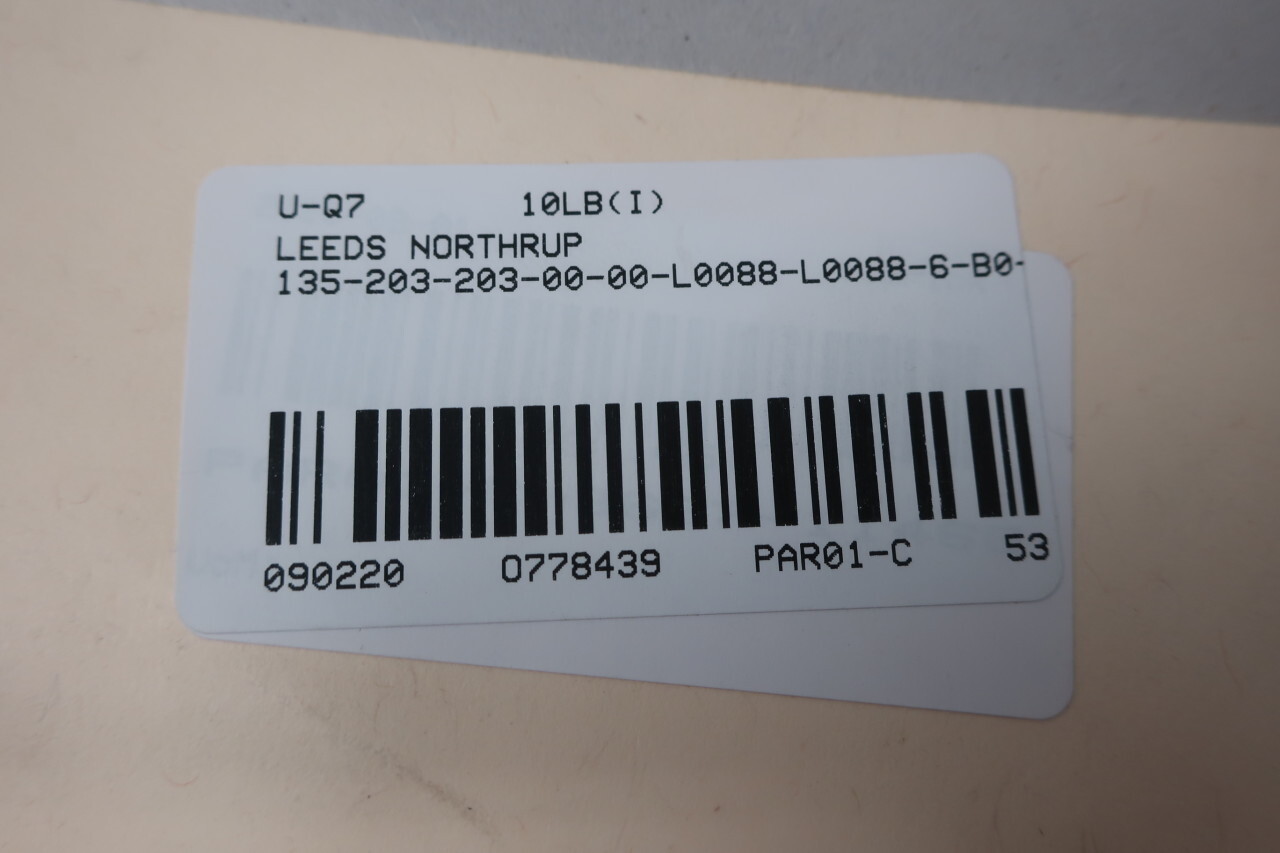 U-Q7 10LB(I)
LEEDS NORTHRUP
135-203-203-00-00-L0088-L0088-6-B0-
090220 0778439 PAR01-C 53